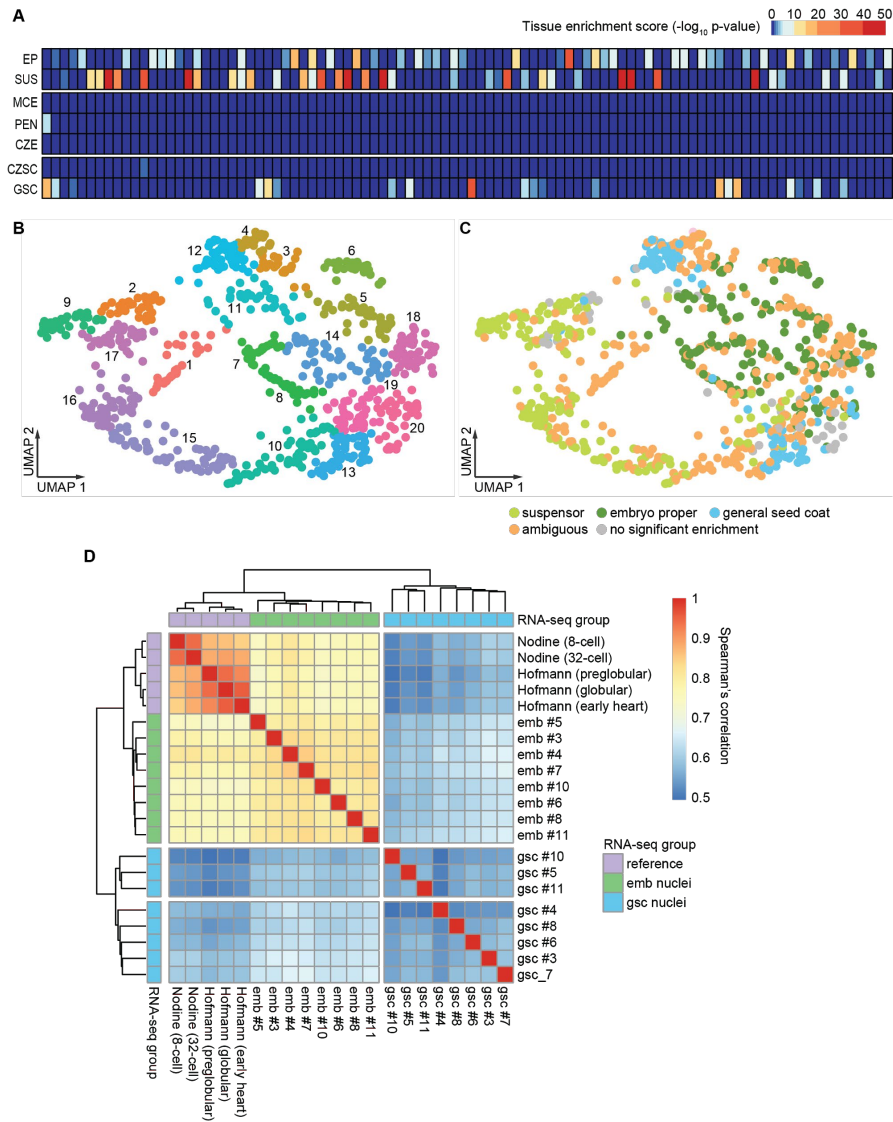 A
Tissue enrichment score (-log10 p-value)
0 10 20 30 40 50
EP
SUS
MCE
PEN
CZE
CZSC
GSC
B
C
4
12
3
6
2
11
5
9
18
14
17
1
7
19
8
16
20
15
10
13
UMAP 2
UMAP 1
UMAP 2
UMAP 1
suspensor
embryo proper
general seed coat
ambiguous
no significant enrichment
D
RNA-seq group
Nodine (8-cell)
Nodine (32-cell)
Hofmann (preglobular)
Hofmann (globular)
Hofmann (early heart)
emb #5
emb #3
emb #4
emb #7
emb #10
emb #6
emb #8
emb #11
gsc #10
gsc #5
gsc #11
gsc #4
gsc #8
gsc #6
gsc #3
gsc_7
1
0.9
0.8
0.7
0.6
0.5
Spearman's correlation
RNA-seq group
reference
emb nuclei
gsc nuclei
RNA-seq group
Nodine (8-cell)
Nodine (32-cell)
Hofmann (preglobular)
Hofmann (globular)
Hofmann (early heart)
emb #5
emb #3
emb #4
emb #7
emb #10
emb #6
emb #8
emb #11
gsc #10
gsc #5
gsc #11
gsc #4
gsc #8
gsc #6
gsc #3
gsc #7